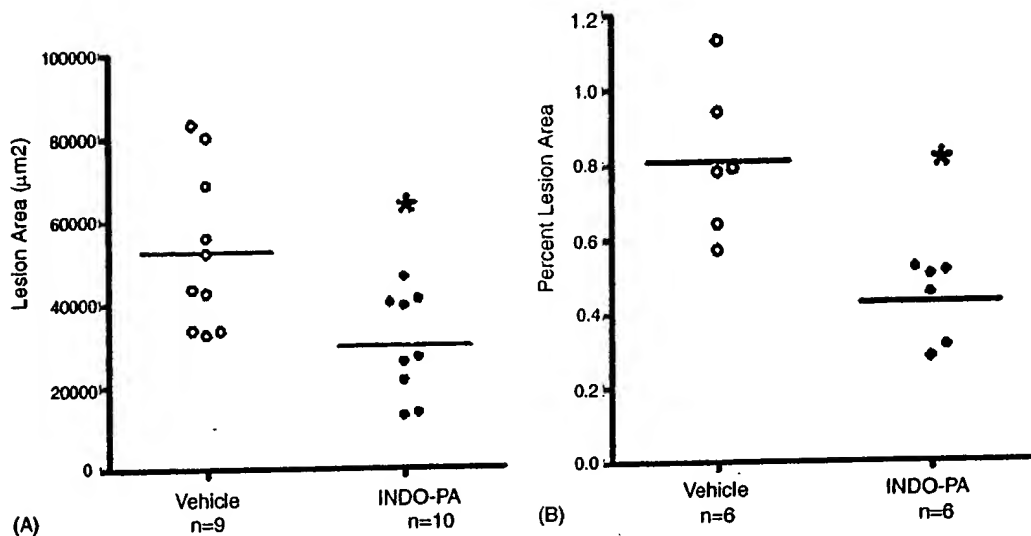 100000
80000
60000
40000
20000
0
Lesion Area (μm2)
*
Vehicle
n=9
INDO-PA
n=10
(A)
1.2
1.0
0.8
0.6
0.4
0.2
0.0
Percent Lesion Area
*
Vehicle
n=6
INDO-PA
n=6
(B)